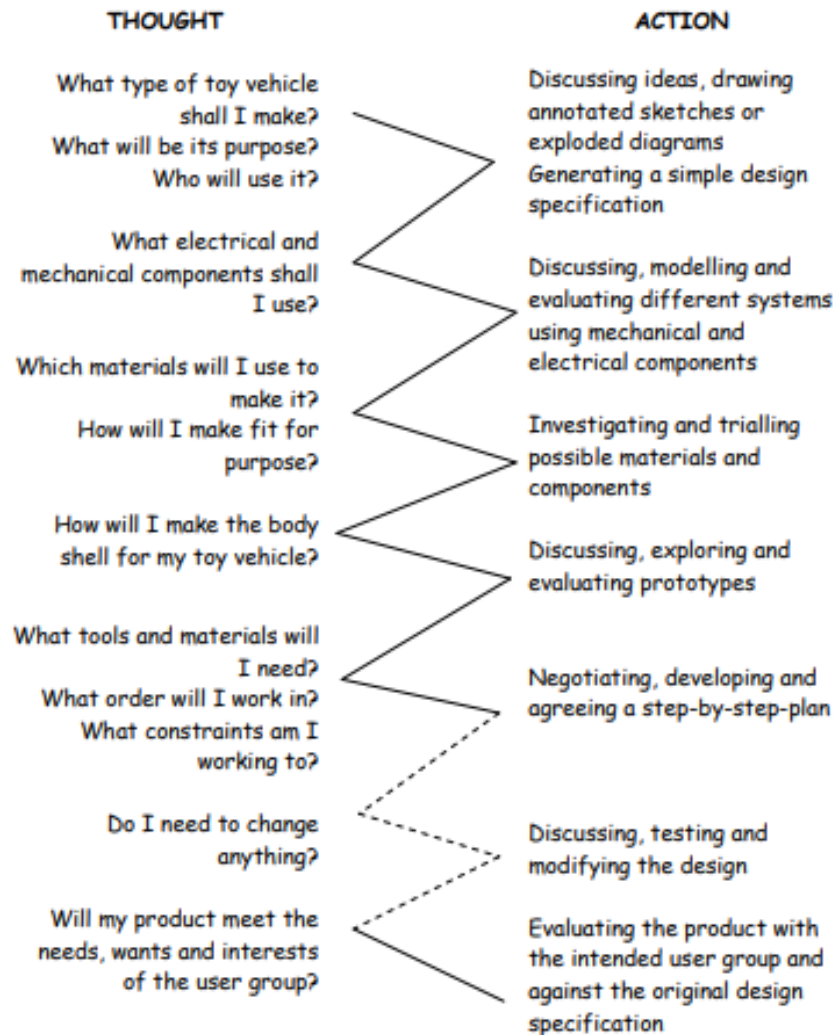 THOUGHT
ACTION
What type of toy vehicle
shall I make?
What will be its purpose?
Who will use it?
Discussing ideas, drawing
annotated sketches or
exploded diagrams
Generating a simple design
specification
What electrical and
mechanical components shall
I use?
Discussing, modelling and
evaluating different systems
using mechanical and
electrical components
Which materials will I use to
make it?
How will I make fit for
purpose?
Investigating and trialling
possible materials and
components
How will I make the body
shell for my toy vehicle?
Discussing, exploring and
evaluating prototypes
What tools and materials will
I need?
What order will I work in?
What constraints am I
working to?
Negotiating, developing and
agreeing a step-by-step-plan
Do I need to change
anything?
Discussing, testing and
modifying the design
Will my product meet the
needs, wants and interests
of the user group?
Evaluating the product with
the intended user group and
against the original design
specification